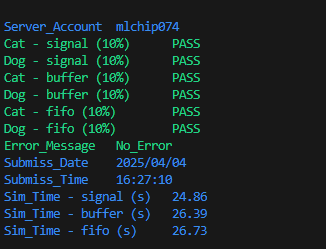 Server_Account mlchip074
Cat - signal (10%) PASS
Dog - signal (10%) PASS
Cat - buffer (10%) PASS
Dog - buffer (10%) PASS
Cat - fifo (10%) PASS
Dog - fifo (10%) PASS
Error_Message No_Error
Submiss_Date 2025/04/04
Submiss_Time 16:27:10
Sim_Time - signal (s) 24.86
Sim_Time - buffer (s) 26.39
Sim_Time - fifo (s) 26.73